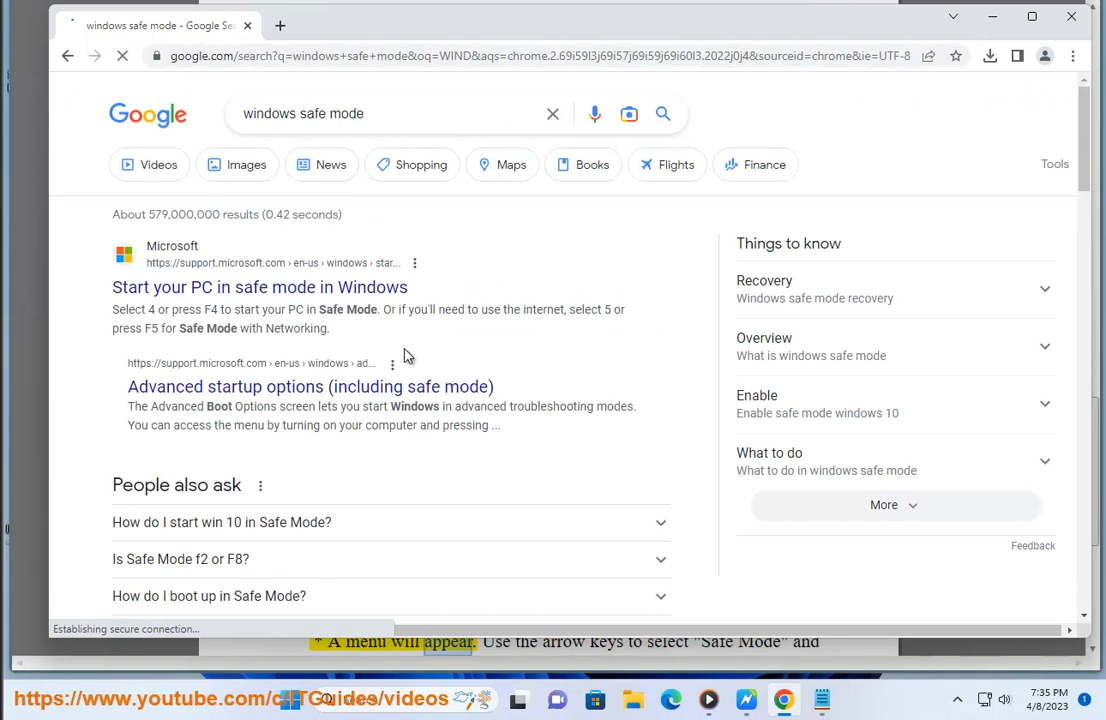 windows safe mode - Google Se
google.com/search?q=windows+safe+mode&oq=WIND&aqs=chrome.2.69i59l3j69i57j69i59j69i60l3.2022j0j4&sourceid=chrome&ie=UTF-8
Google
windows safe mode
Videos
Images
News
Shopping
Maps
Books
Flights
Finance
Tools
About 579,000,000 results (0.42 seconds)
Microsoft
https://support.microsoft.com › en-us › windows › star...
Start your PC in safe mode in Windows
Select 4 or press F4 to start your PC in Safe Mode. Or if you'll need to use the internet, select 5 or
press F5 for Safe Mode with Networking.
https://support.microsoft.com › en-us › windows › ad...
Advanced startup options (including safe mode)
The Advanced Boot Options screen lets you start Windows in advanced troubleshooting modes.
You can access the menu by turning on your computer and pressing ...
People also ask
How do I start win 10 in Safe Mode?
Is Safe Mode f2 or F8?
How do I boot up in Safe Mode?
Things to know
Recovery
Windows safe mode recovery
Overview
What is windows safe mode
Enable
Enable safe mode windows 10
What to do
What to do in windows safe mode
More
Feedback
Establishing secure connection...
* A menu will appear. Use the arrow keys to select "Safe Mode" and
https://www.youtube.com/c/ITGuides/videos
7:35 PM
4/8/2023
1